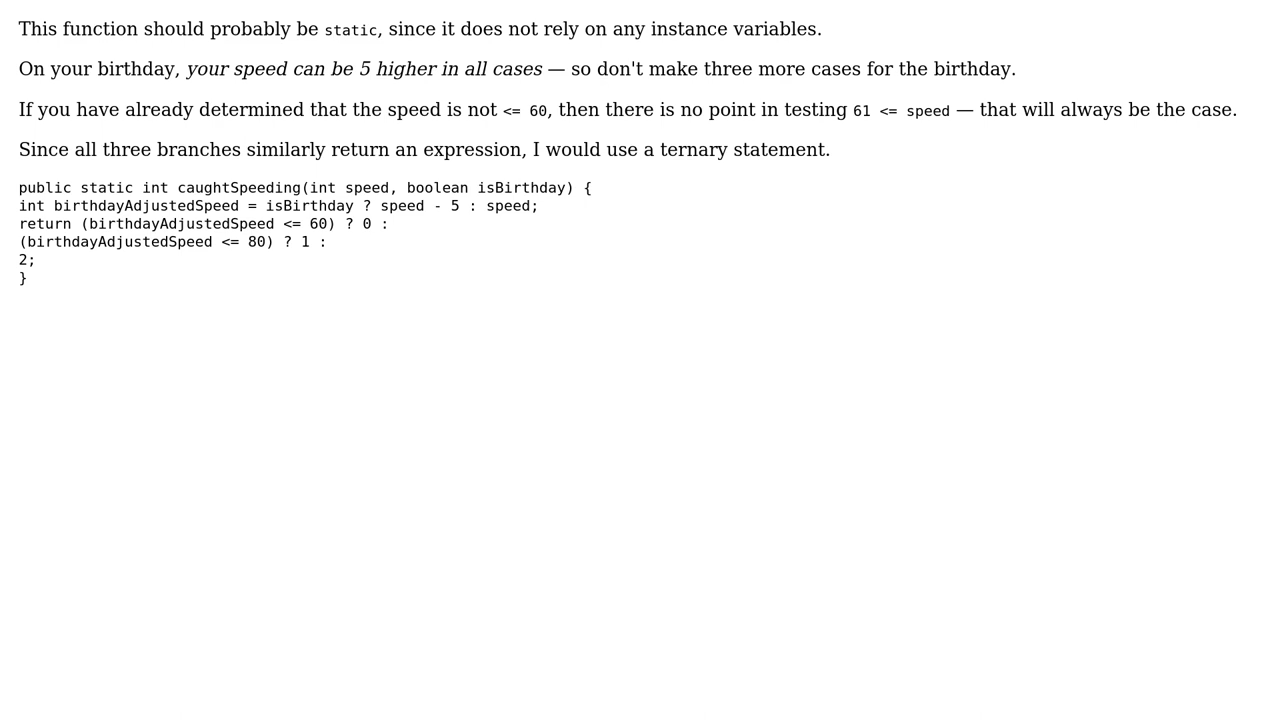 This function should probably be static, since it does not rely on any instance variables.
On your birthday, your speed can be 5 higher in all cases — so don't make three more cases for the birthday.
If you have already determined that the speed is not <= 60, then there is no point in testing 61 <= speed — that will always be the case.
Since all three branches similarly return an expression, I would use a ternary statement.
public static int caughtSpeeding(int speed, boolean isBirthday) {
int birthdayAdjustedSpeed = isBirthday ? speed - 5 : speed;
return (birthdayAdjustedSpeed <= 60) ? 0 :
(birthdayAdjustedSpeed <= 80) ? 1 :
2;
}